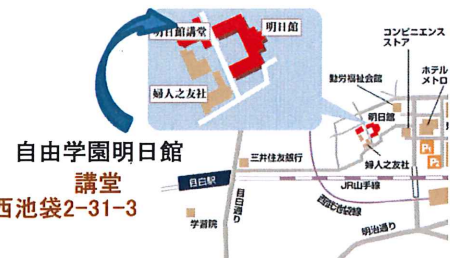 明日館講堂
明日館
婦人之友社
自由学園明日館
講堂
西池袋2-31-3
コンビニエンス
ストア
ホテル
メトロ
勤労福祉会館
明日館
婦人之友社
三井住友銀行
目白駅
JR山手線
西武池袋線
目白通り
学習院
明治通り
P1
P2